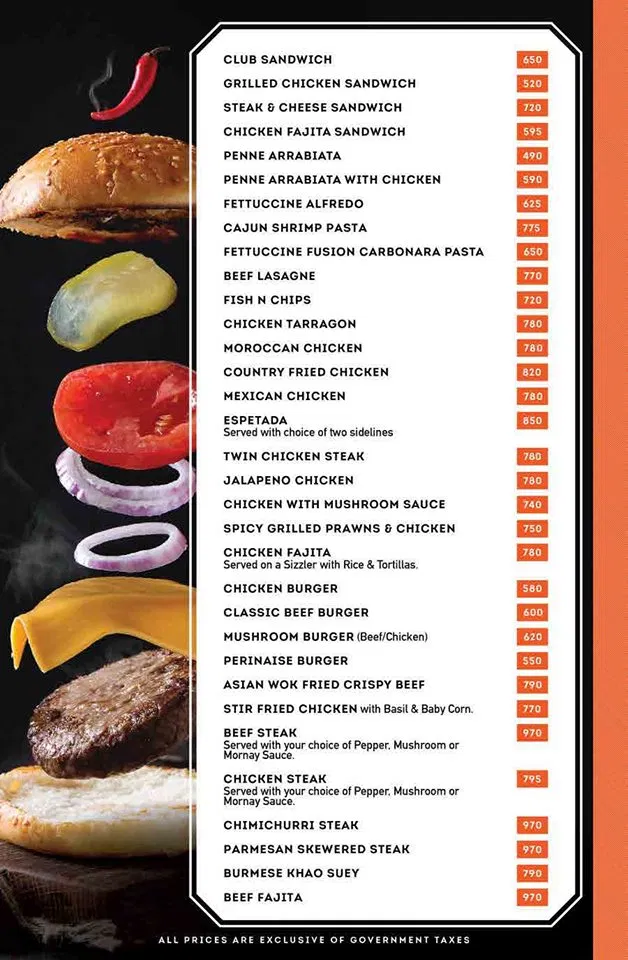 CLUB SANDWICH 650
GRILLED CHICKEN SANDWICH 520
STEAK & CHEESE SANDWICH 720
CHICKEN FAJITA SANDWICH 595
PENNE ARRABIATA 490
PENNE ARRABIATA WITH CHICKEN 590
FETTUCCINE ALFREDO 625
CAJUN SHRIMP PASTA 775
FETTUCCINE FUSION CARBONARA PASTA 650
BEEF LASAGNE 770
FISH N CHIPS 720
CHICKEN TARRAGON 780
MOROCCAN CHICKEN 780
COUNTRY FRIED CHICKEN 820
MEXICAN CHICKEN 780
ESPETADA 850
Served with choice of two sidelines
TWIN CHICKEN STEAK 780
JALAPENO CHICKEN 780
CHICKEN WITH MUSHROOM SAUCE 740
SPICY GRILLED PRAWNS & CHICKEN 750
CHICKEN FAJITA 780
Served on a Sizzler with Rice & Tortillas.
CHICKEN BURGER 580
CLASSIC BEEF BURGER 600
MUSHROOM BURGER (Beef/Chicken) 620
PERINAISE BURGER 550
ASIAN WOK FRIED CRISPY BEEF 790
STIR FRIED CHICKEN with Basil & Baby Corn. 770
BEEF STEAK 970
Served with your choice of Pepper, Mushroom or
Mornay Sauce.
CHICKEN STEAK 795
Served with your choice of Pepper, Mushroom or
Mornay Sauce.
CHIMICHURRI STEAK 970
PARMESAN SKEWERED STEAK 970
BURMESE KHAO SUEY 790
BEEF FAJITA 970
ALL PRICES ARE EXCLUSIVE OF GOVERNMENT TAXES